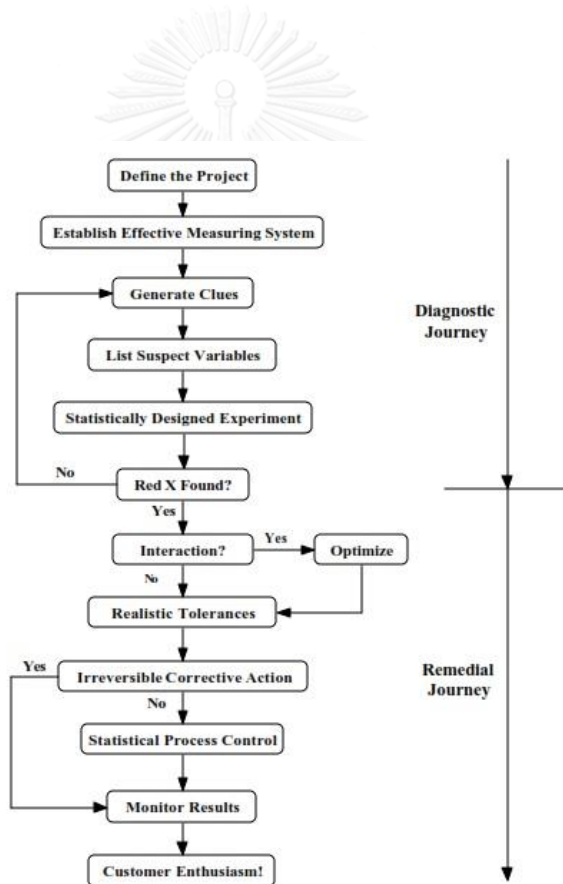 Define the Project
Establish Effective Measuring System
Generate Clues
Diagnostic
Journey
List Suspect Variables
Statistically Designed Experiment
No
Red X Found?
Yes
Interaction?
Yes
Optimize
No
Realistic Tolerances
Yes
Irreversible Corrective Action
Remedial
Journey
No
Statistical Process Control
Monitor Results
Customer Enthusiasm!